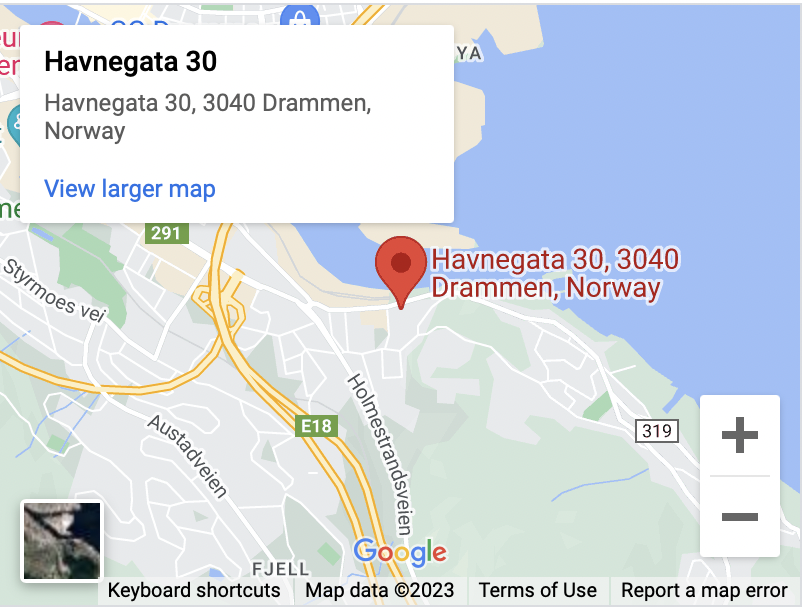 Havnegata 30
Havnegata 30, 3040 Drammen,
Norway
View larger map
YA
291
Havnegata 30, 3040
Drammen, Norway
Styrmoes vei
E18
319
Holmestrandsveien
Austadveien
FJELL
Google
Keyboard shortcuts
Map data ©2023
Terms of Use
Report a map error